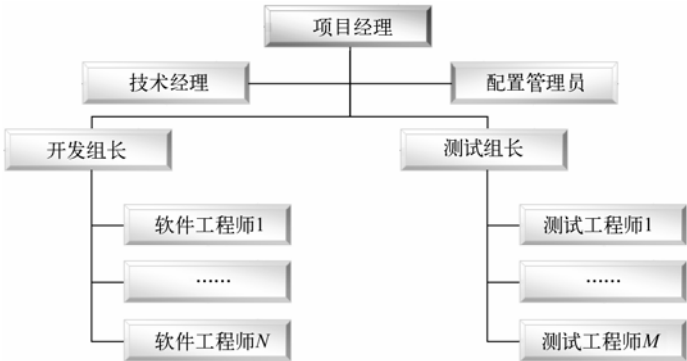 项目经理
技术经理
配置管理员
开发组长
测试组长
软件工程师1
测试工程师1
……
……
软件工程师N
测试工程师M